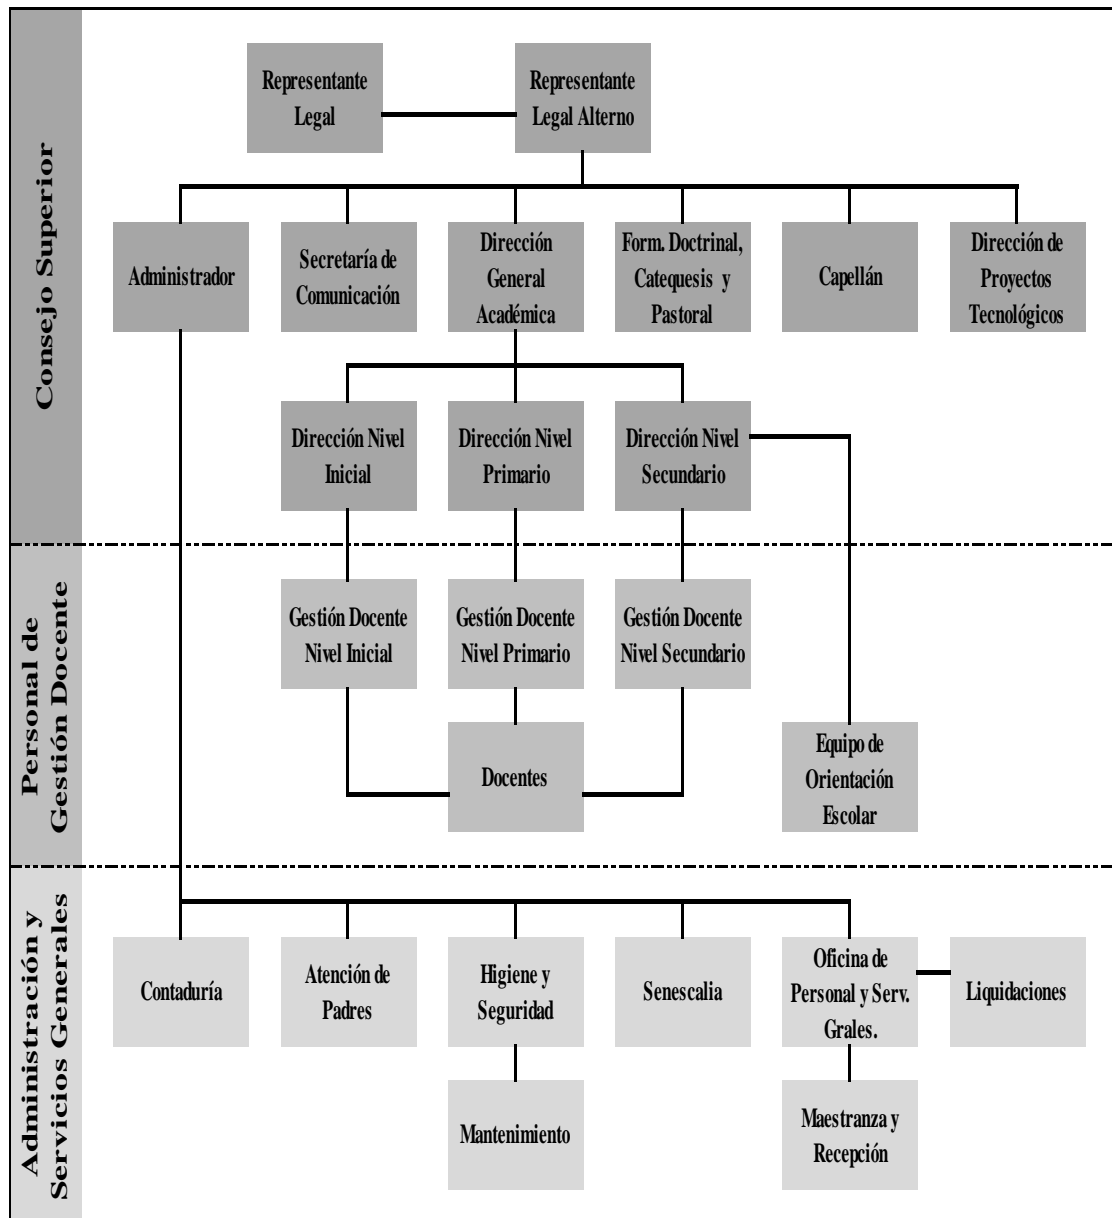 Consejo Superior
Representante
Legal
Representante
Legal Alterno
Administrador
Secretaría de
Comunicación
Dirección
General
Académica
Form. Doctrinal,
Catequesis y
Pastoral
Capellán
Dirección de
Proyectos
Tecnológicos
Dirección Nivel
Inicial
Dirección Nivel
Primario
Dirección Nivel
Secundario
Personal de
Gestión Docente
Gestión Docente
Nivel Inicial
Gestión Docente
Nivel Primario
Gestión Docente
Nivel Secundario
Docentes
Equipo de
Orientación
Escolar
Administración y
Servicios Generales
Contaduría
Atención de
Padres
Higiene y
Seguridad
Senescalia
Oficina de
Personal y Serv.
Grales.
Liquidaciones
Mantenimiento
Maestranza y
Recepción